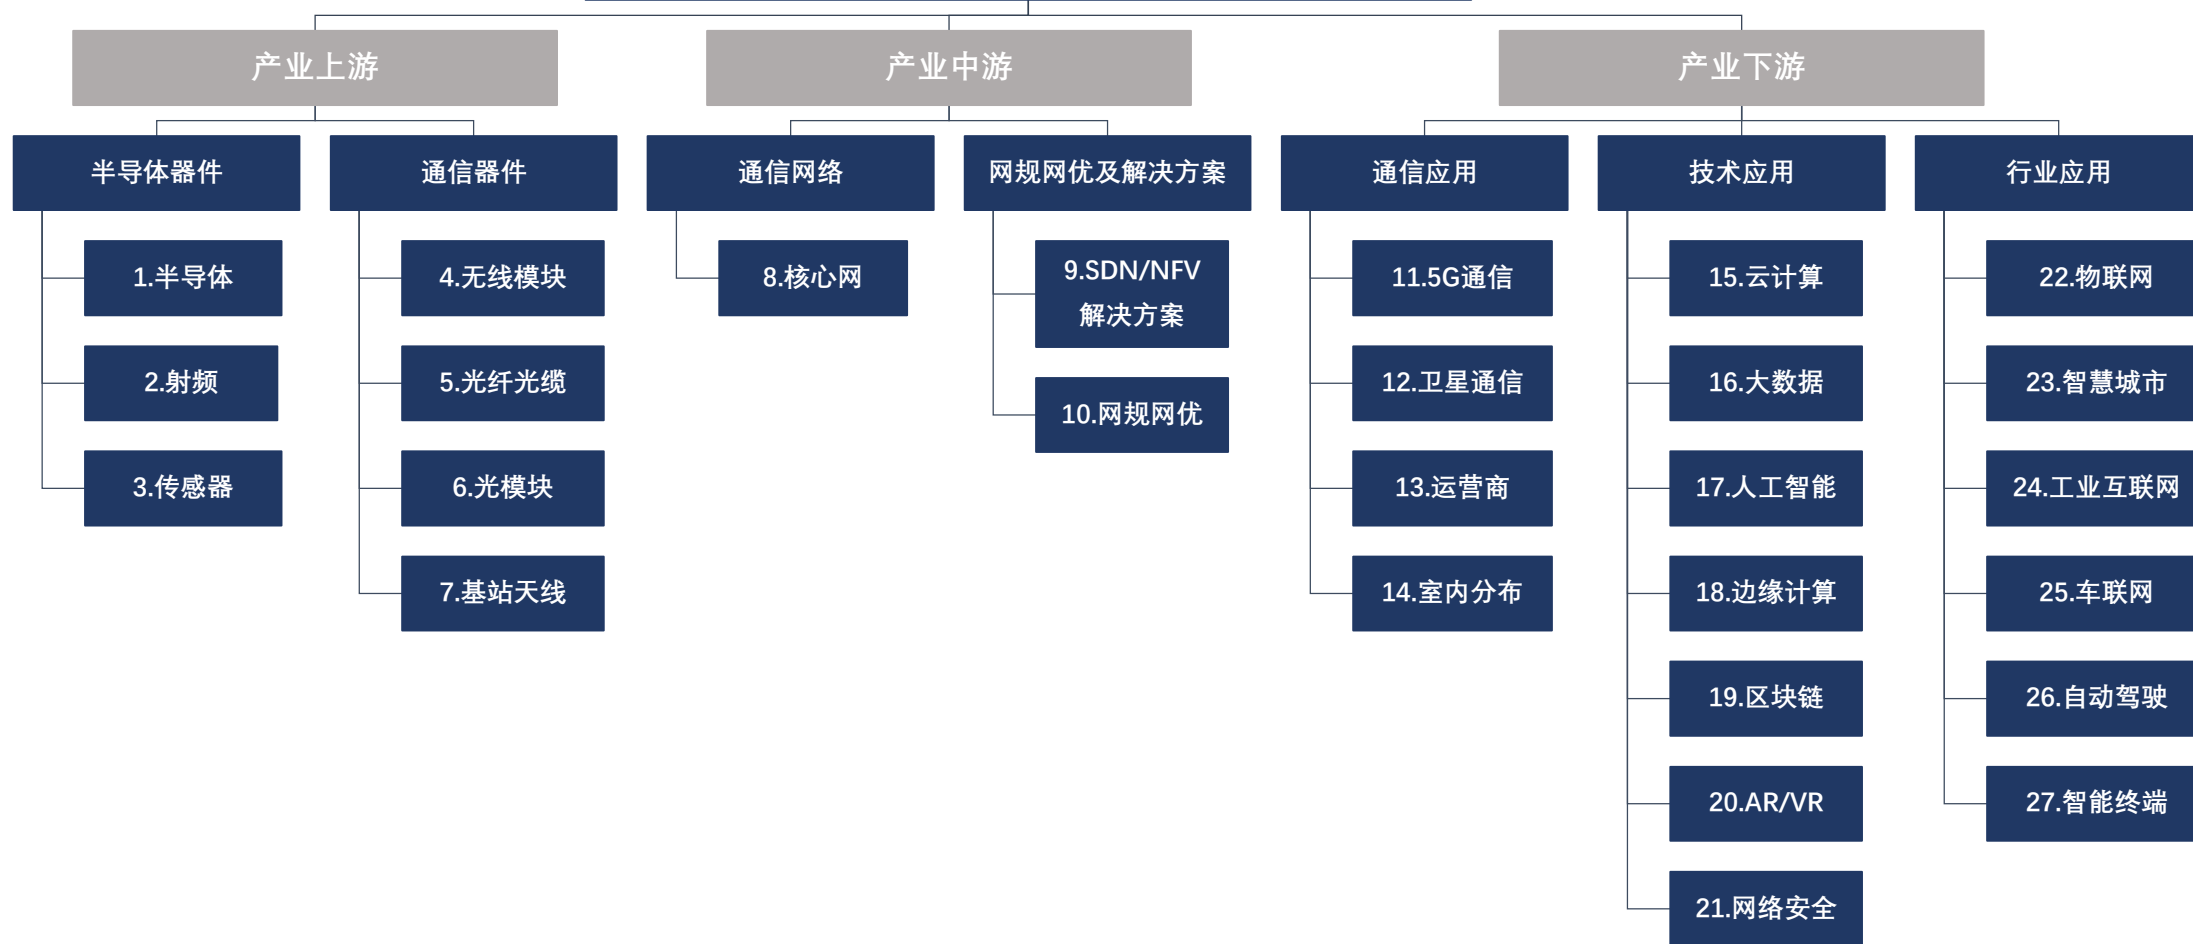 产业上游
产业中游
产业下游
半导体器件
通信器件
通信网络
网规网优及解决方案
通信应用
技术应用
行业应用
1.半导体
2.射频
3.传感器
4.无线模块
5.光纤光缆
6.光模块
7.基站天线
8.核心网
9.SDN/NFV
解决方案
10.网规网优
11.5G通信
12.卫星通信
13.运营商
14.室内分布
15.云计算
16.大数据
17.人工智能
18.边缘计算
19.区块链
20.AR/VR
21.网络安全
22.物联网
23.智慧城市
24.工业互联网
25.车联网
26.自动驾驶
27.智能终端